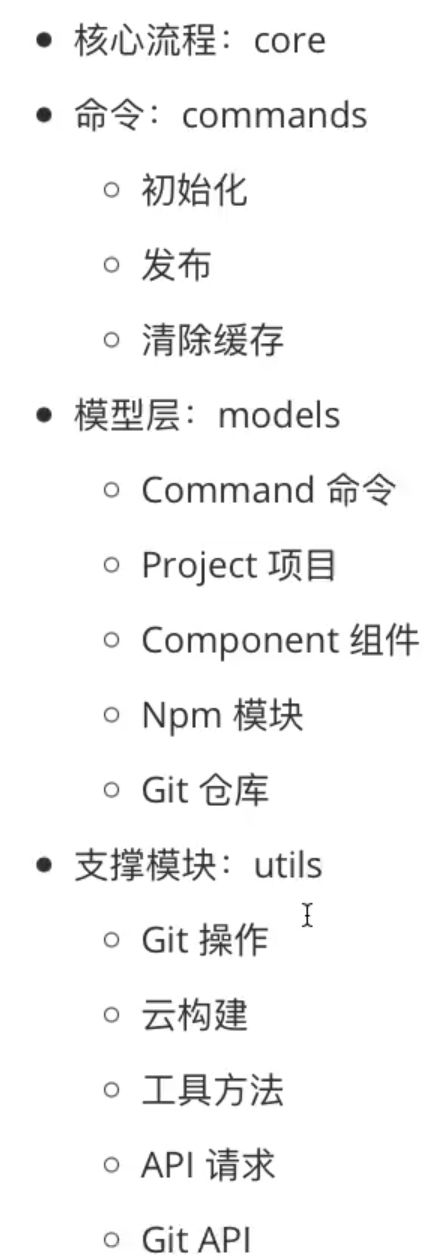 核心流程：core
命令：commands
初始化
发布
清除缓存
模型层：models
Command 命令
Project 项目
Component 组件
Npm 模块
Git 仓库
支撑模块：utils
Git 操作
云构建
工具方法
API 请求
Git API